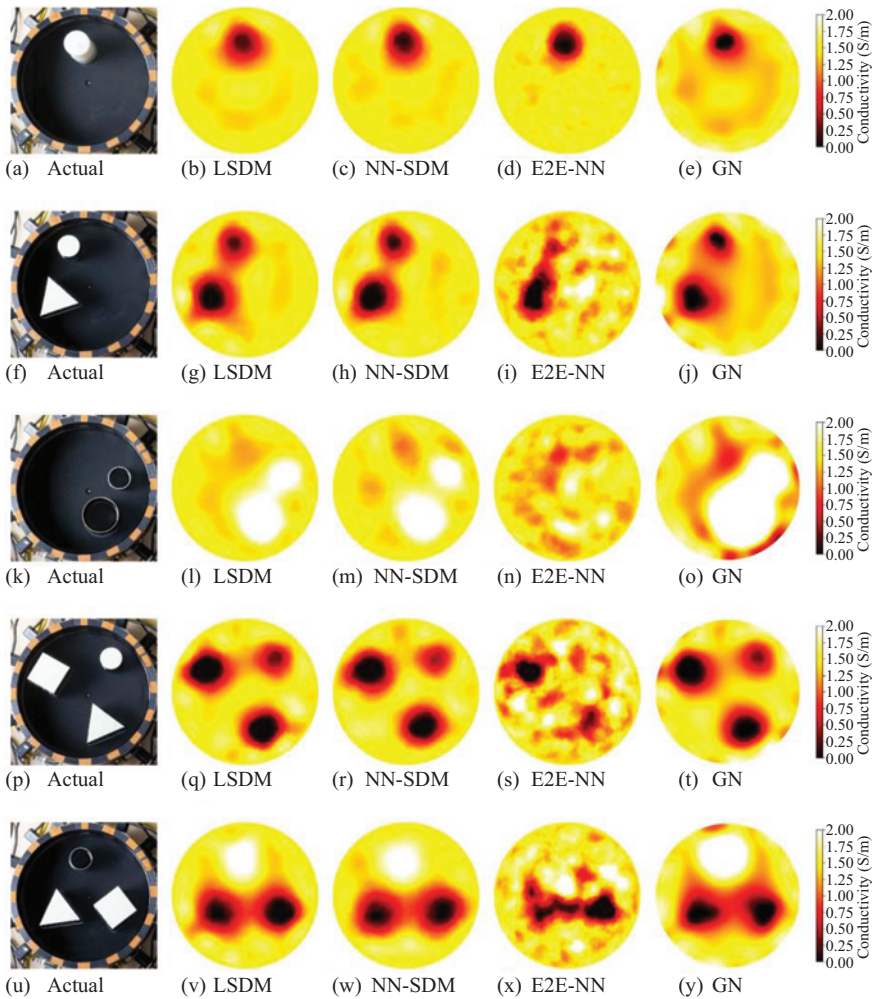 2.00
1.75
1.50
1.25
1.00
0.75
0.50
0.25
0.00
Conductivity (S/m)
(a) Actual
(b) LSDM
(c) NN-SDM
(d) E2E-NN
(e) GN
2.00
1.75
1.50
1.25
1.00
0.75
0.50
0.25
0.00
Conductivity (S/m)
(f) Actual
(g) LSDM
(h) NN-SDM
(i) E2E-NN
(j) GN
2.00
1.75
1.50
1.25
1.00
0.75
0.50
0.25
0.00
Conductivity (S/m)
(k) Actual
(l) LSDM
(m) NN-SDM
(n) E2E-NN
(o) GN
2.00
1.75
1.50
1.25
1.00
0.75
0.50
0.25
0.00
Conductivity (S/m)
(p) Actual
(q) LSDM
(r) NN-SDM
(s) E2E-NN
(t) GN
2.00
1.75
1.50
1.25
1.00
0.75
0.50
0.25
0.00
Conductivity (S/m)
(u) Actual
(v) LSDM
(w) NN-SDM
(x) E2E-NN
(y) GN